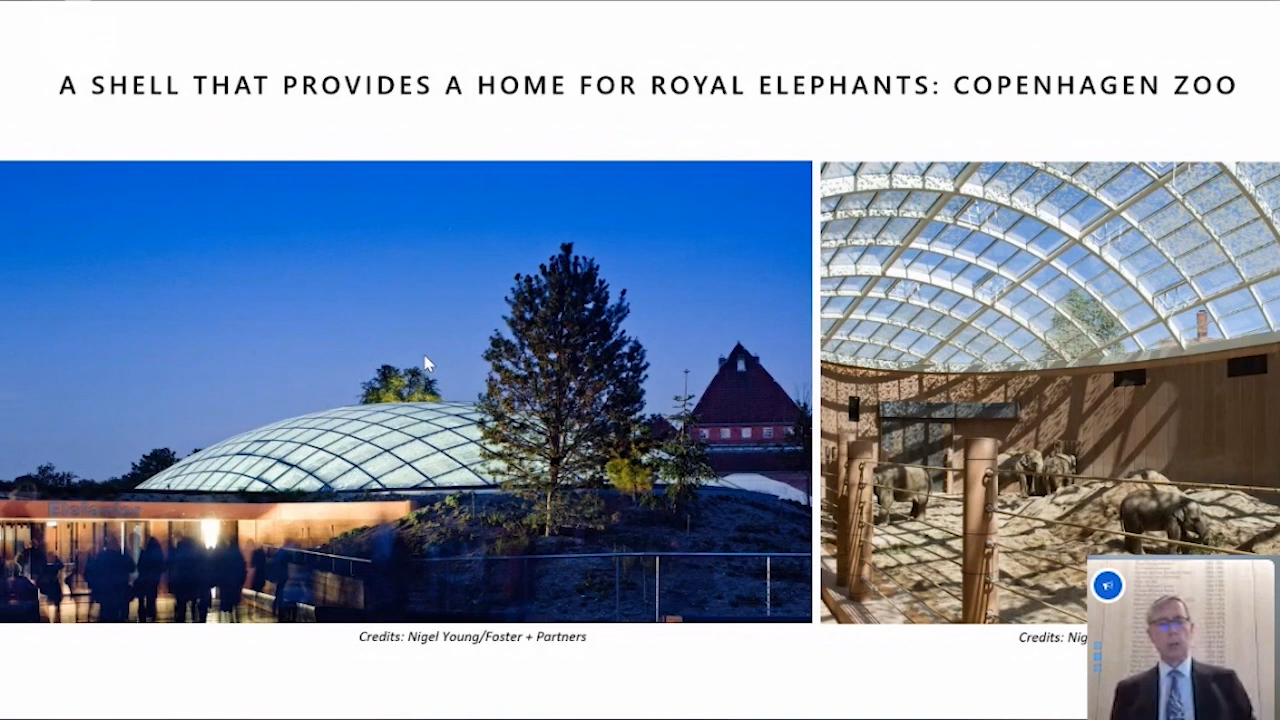 A SHELL THAT PROVIDES A HOME FOR ROYAL ELEPHANTS: COPENHAGEN ZOO
Credits: Nigel Young/Foster + Partners
Credits: Nig